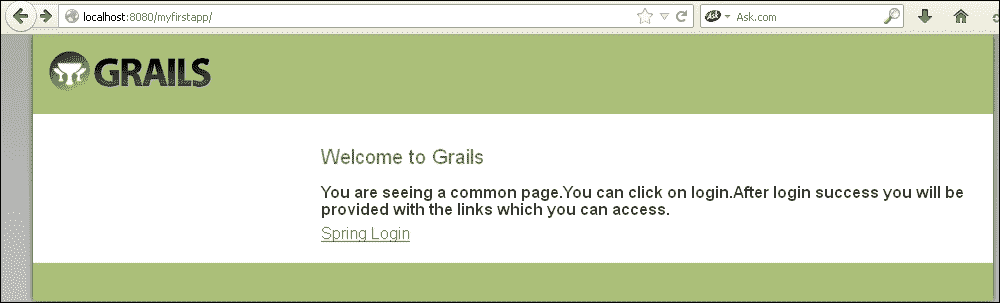 localhost:8080/myfirstapp/
Ask.com
GRAILS
Welcome to Grails
You are seeing a common page.You can click on login.After login success you will be
provided with the links which you can access.
Spring Login